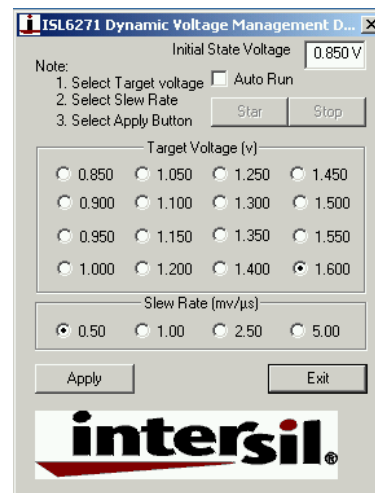 ISL6271 Dynamic Voltage Management D...
Initial State Voltage 0.850 V
Note:
1. Select Target voltage
2. Select Slew Rate
3. Select Apply Button
Auto Run
Star Stop
Target Voltage (v)
0.850 1.050 1.250 1.450
0.900 1.100 1.300 1.500
0.950 1.150 1.350 1.550
1.000 1.200 1.400 1.600
Slew Rate (mv/µs)
0.50 1.00 2.50 5.00
Apply Exit
intersil®